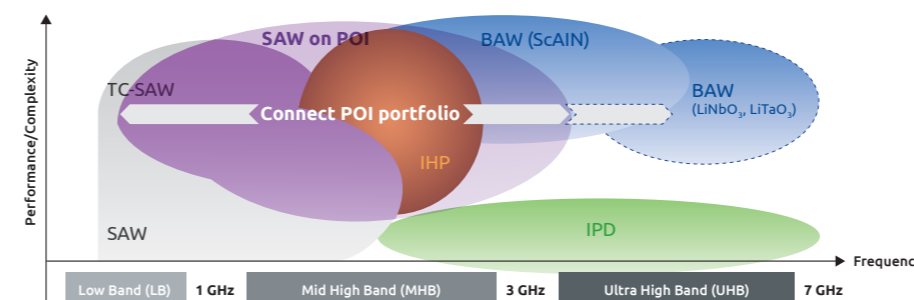 Performance/Complexity
SAW on POI
BAW (ScAlN)
TC-SAW
BAW
(LiNbO₃, LiTaO₃)
Connect POI portfolio
IHP
SAW
IPD
Frequenc
Low Band (LB)
1 GHz
Mid High Band (MHB)
3 GHz
Ultra High Band (UHB)
7 GHz